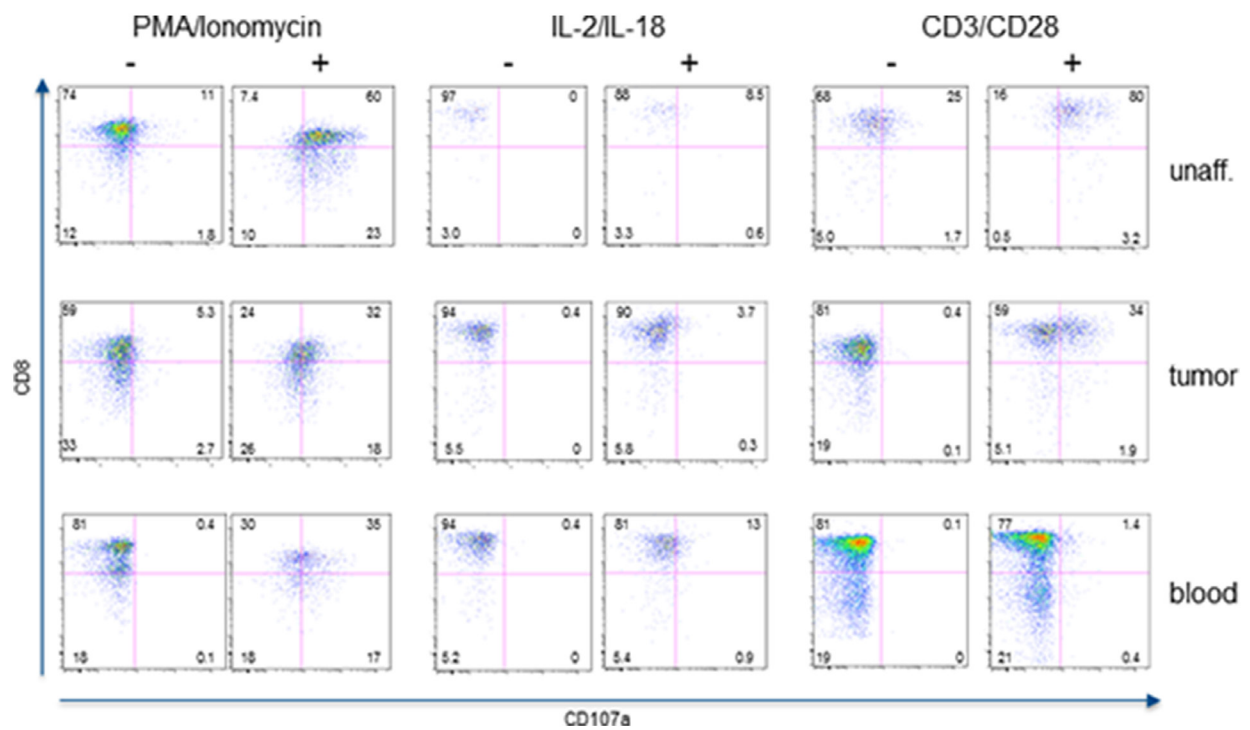 PMA/Ionomycin IL-2/IL-18 CD3/CD28
- + - + - +
74 11 7.4 60 97 0 88 8.5 68 25 16 80
unaff.
12 1.8 10 23 3.0 0 3.3 0.6 5.0 1.7 0.5 3.2
59 5.3 24 32 94 0.4 90 3.7 81 0.4 59 34
CD8
tumor
33 2.7 26 18 5.5 0 5.8 0.3 19 0.1 5.1 1.9
81 0.4 30 35 94 0.4 81 13 81 0.1 77 1.4
blood
18 0.1 18 17 5.2 0 5.4 0.9 19 0 21 0.4
CD107a